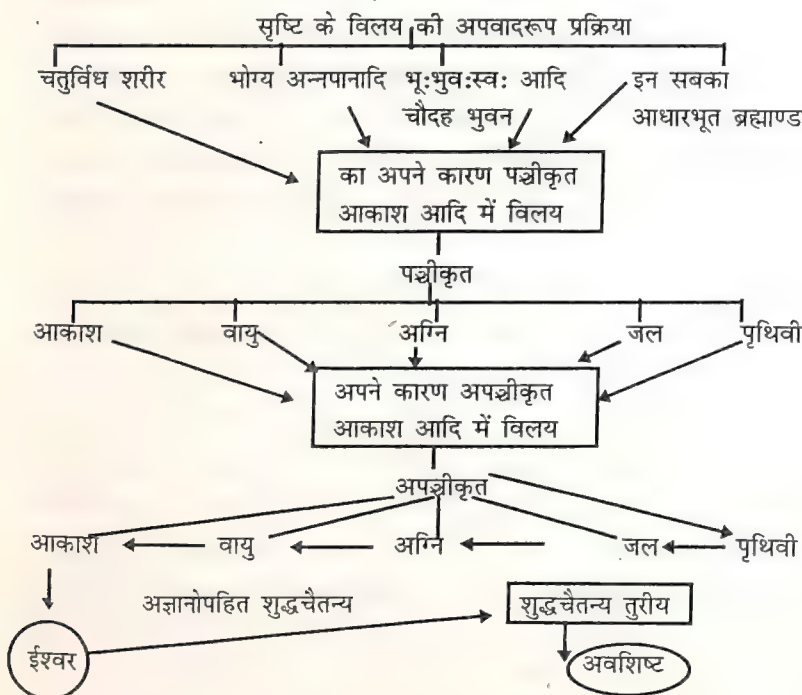 सृष्टि के विलय की अपवादरूप प्रक्रिया
चतुर्विध शरीर भोग्य अन्नपानादि भू:भुव:स्व: आदि इन सबका
चौदह भुवन आधारभूत ब्रह्माण्ड
का अपने कारण पञ्चीकृत
आकाश आदि में विलय
पञ्चीकृत
आकाश वायु अग्नि जल पृथिवी
अपने कारण अपञ्चीकृत
आकाश आदि में विलय
अपञ्चीकृत
आकाश वायु अग्नि जल पृथिवी
अज्ञानोपहित शुद्धचैतन्य शुद्धचैतन्य तुरीय
ईश्वर अवशिष्ट